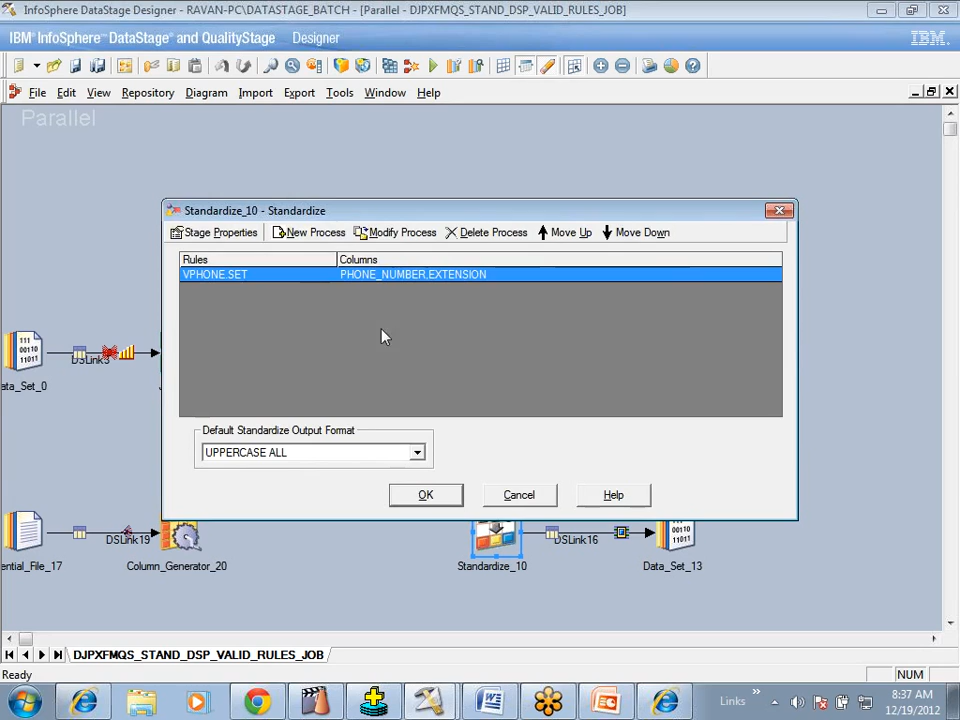 InfoSphere DataStage Designer - RAVAN-PC\DATASTAGE_BATCH - [Parallel - DJPXFMQS_STAND_DSP_VALID_RULES_JOB]
IBM® InfoSphere™ DataStage® and QualityStage
Designer
IBM
File Edit View Repository Diagram Import Export Tools Window Help
Parallel
Standardize_10 - Standardize
Stage Properties New Process Modify Process Delete Process Move Up Move Down
Rules Columns
VPHONE.SET PHONE_NUMBER,EXTENSION
Default Standardize Output Format
UPPERCASE ALL
OK Cancel Help
DSLink3
ata_Set_0
DSLink19 DSLink16
ential_File_17 Column_Generator_20 Standardize_10 Data_Set_13
DJPXFMQS_STAND_DSP_VALID_RULES_JOB
Ready NUM
Links 8:37 AM
12/19/2012